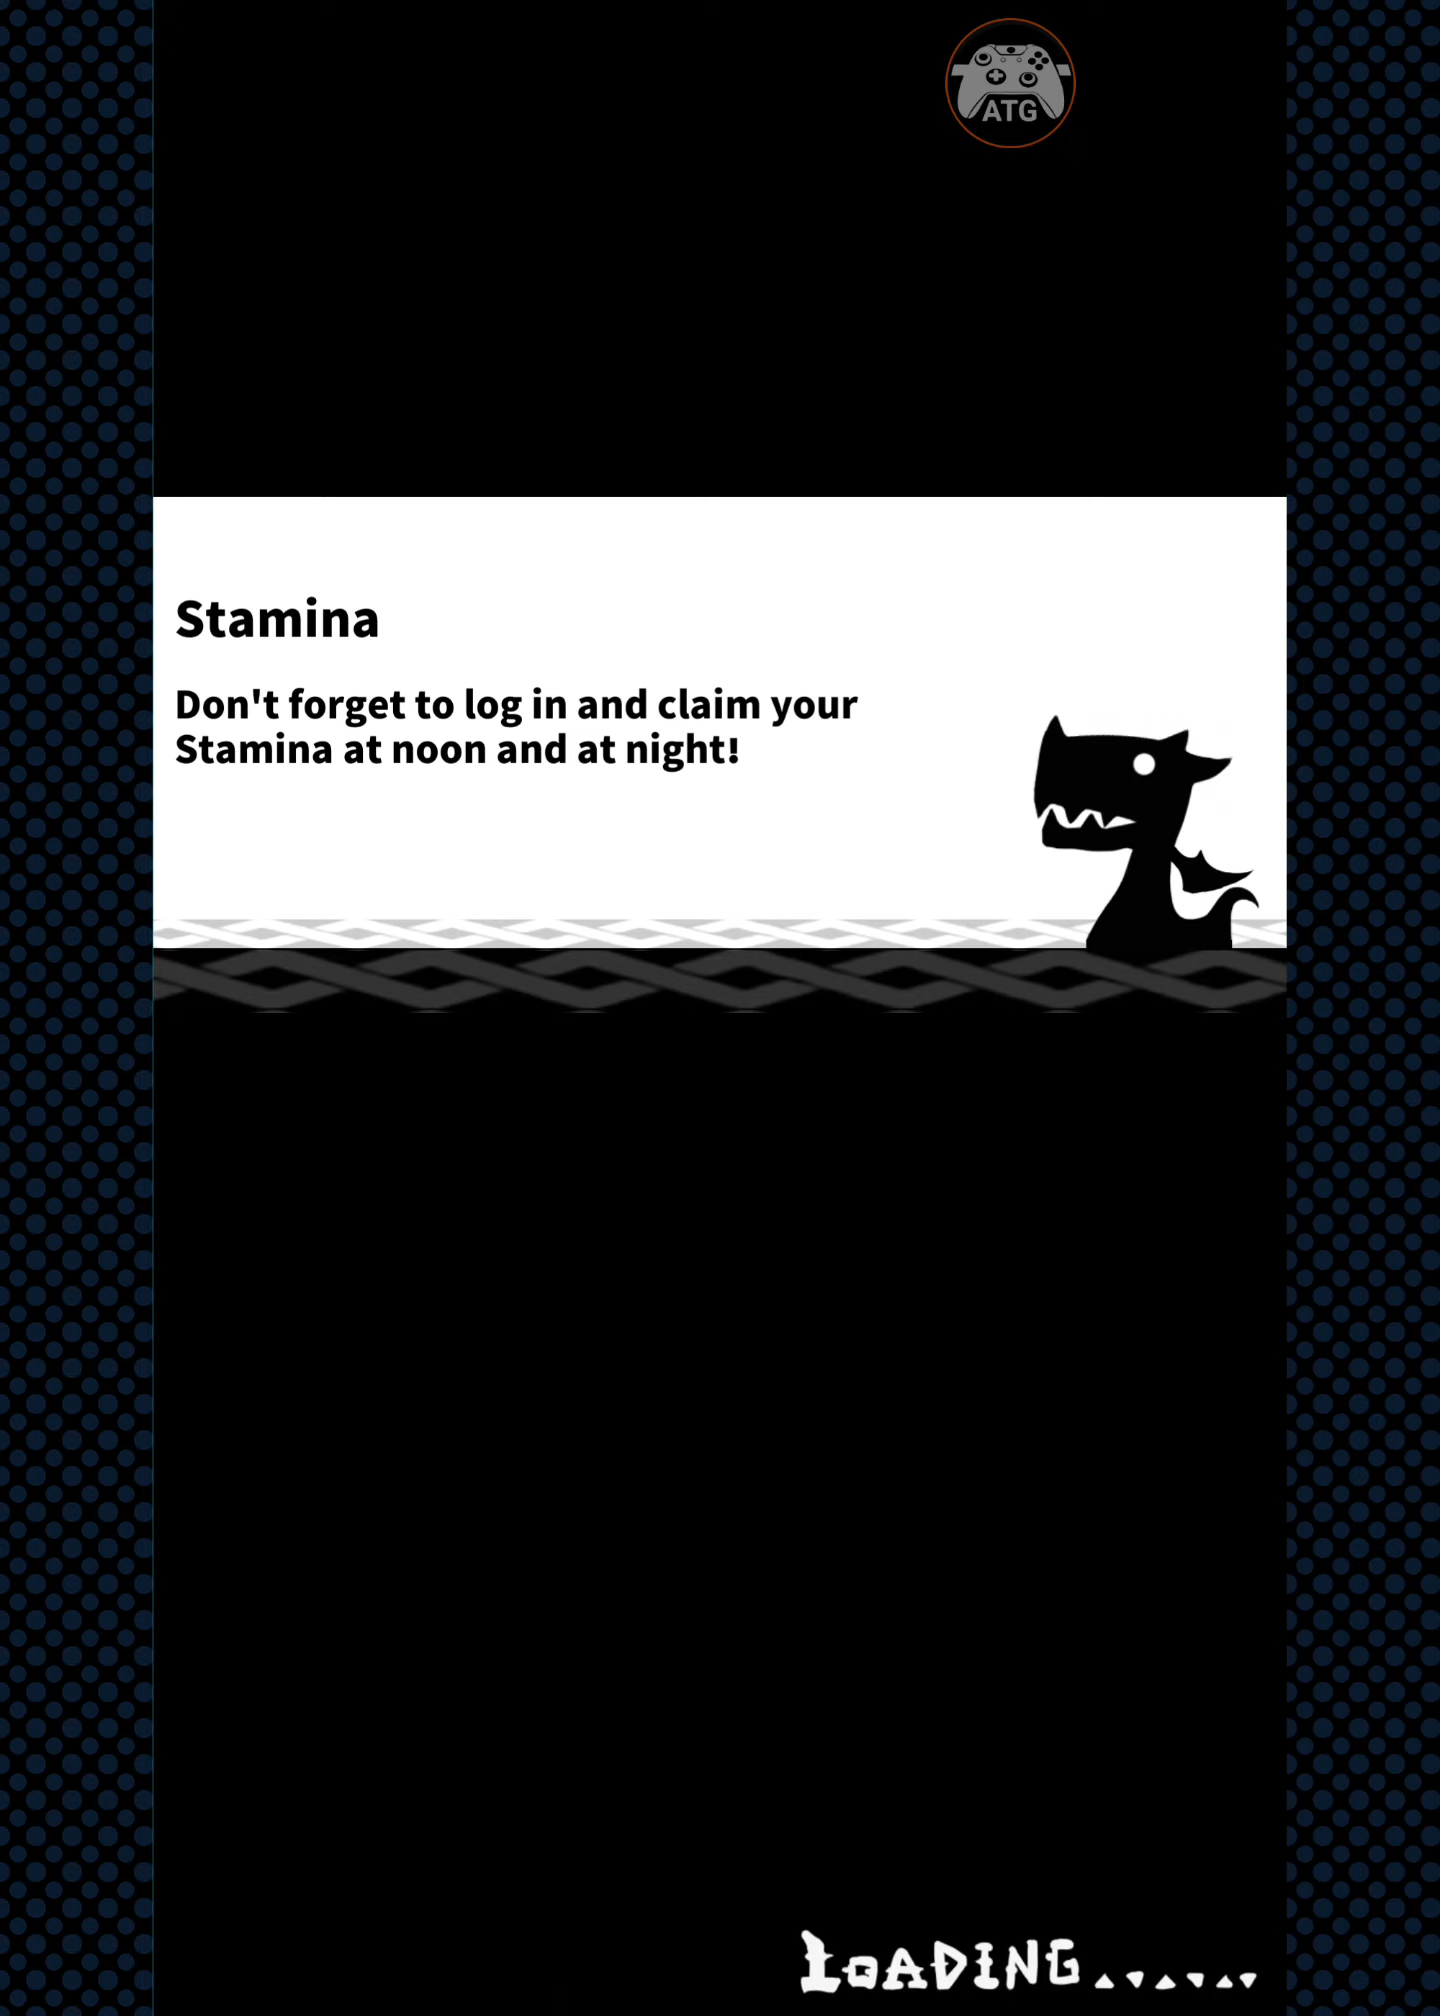 ATG
Stamina
Don't forget to log in and claim your
Stamina at noon and at night!
LoADING......